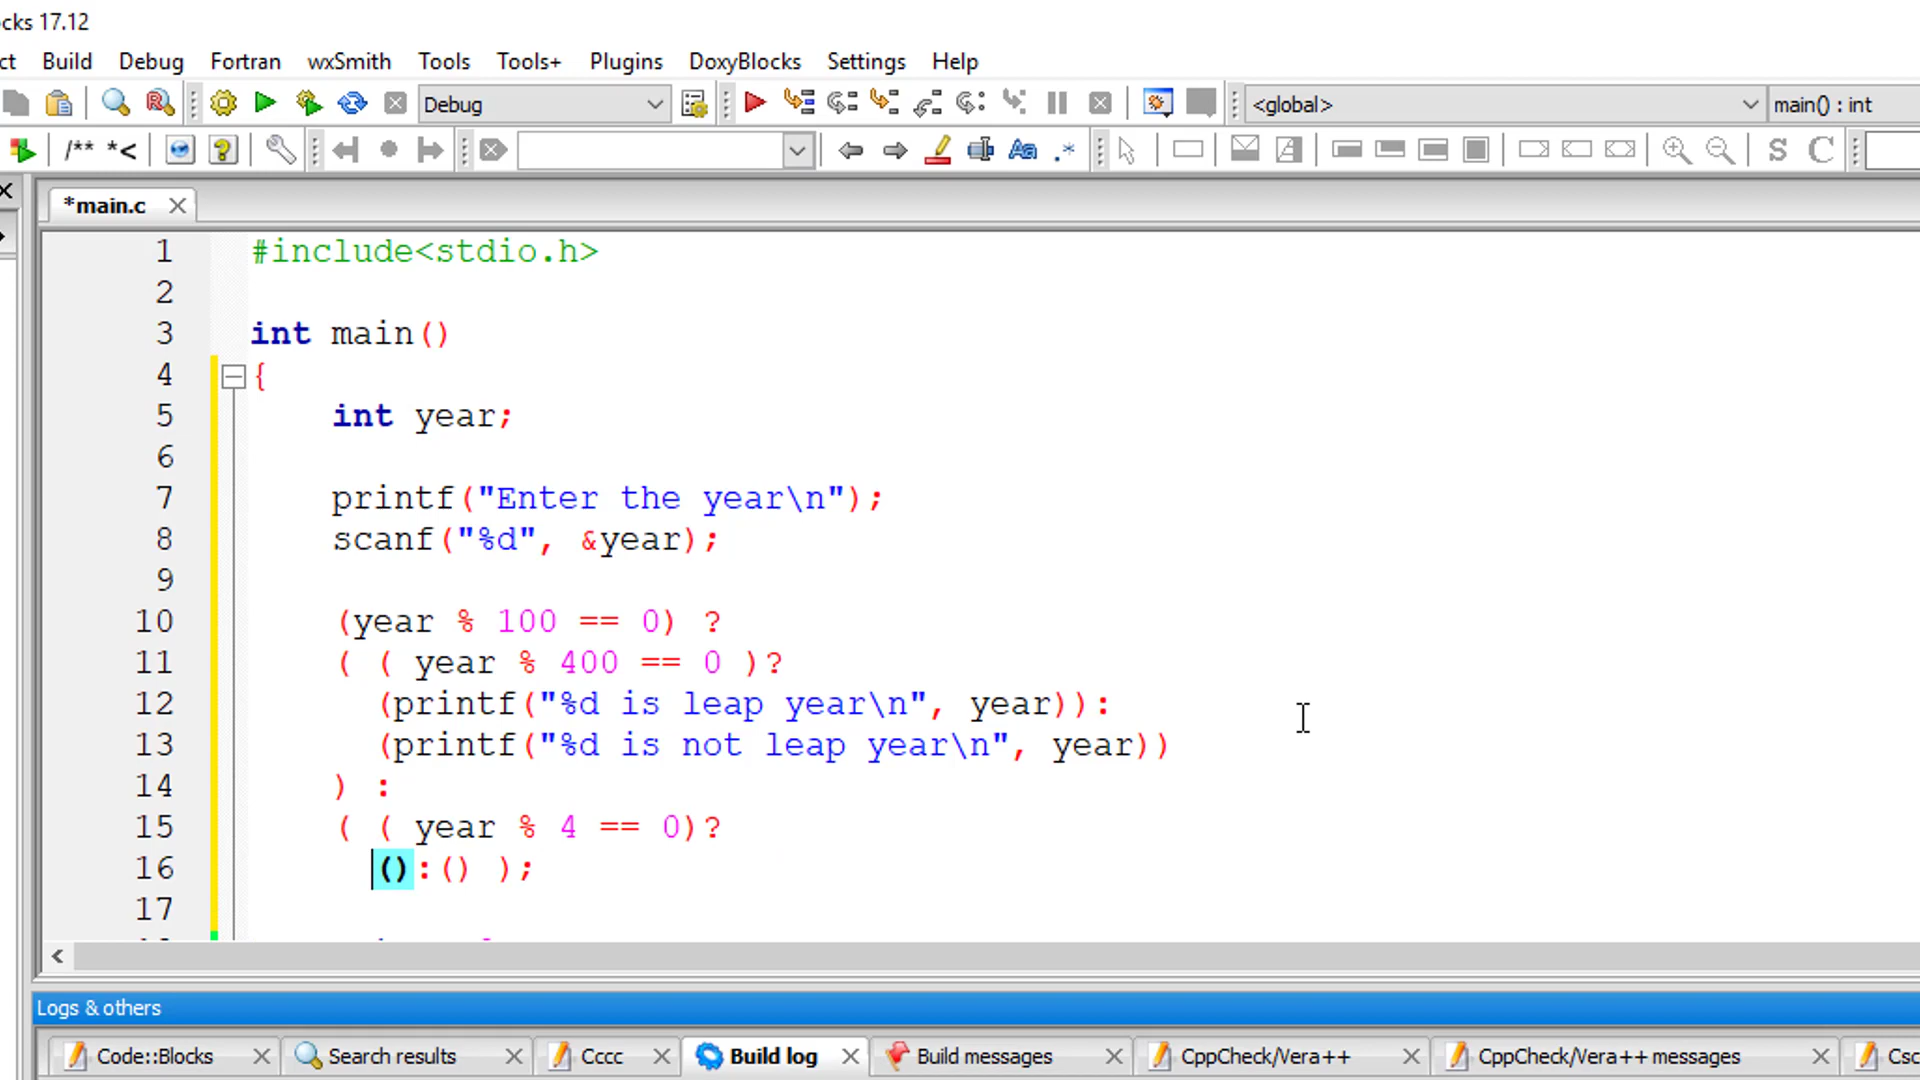 ocks 17.12
ct Build Debug Fortran wxSmith Tools Tools+ Plugins DoxyBlocks Settings Help
Debug <global> main() : int
/** *< Aa .* S C
*main.c
1 #include<stdio.h>
2
3 int main()
4 {
5 int year;
6
7 printf("Enter the year\n");
8 scanf("%d", &year);
9
10 (year % 100 == 0) ?
11 ( ( year % 400 == 0 )?
12 (printf("%d is leap year\n", year)):
13 (printf("%d is not leap year\n", year))
14 ) :
15 ( ( year % 4 == 0)?
16 ():() );
17
Logs & others
Code::Blocks Search results Cccc Build log Build messages CppCheck/Vera++ CppCheck/Vera++ messages Csc